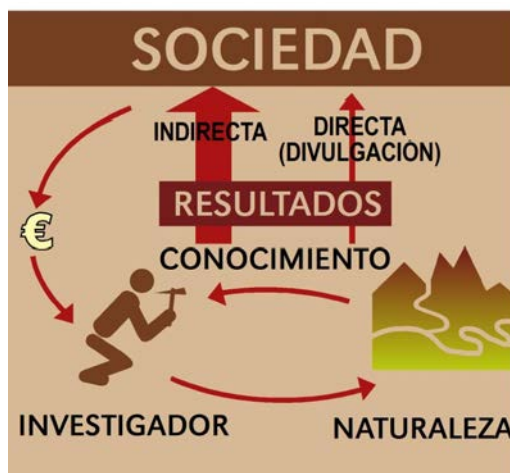 SOCIEDAD
INDIRECTA
DIRECTA
(DIVULGACIÓN)
RESULTADOS
€
CONOCIMIENTO
INVESTIGADOR
NATURALEZA